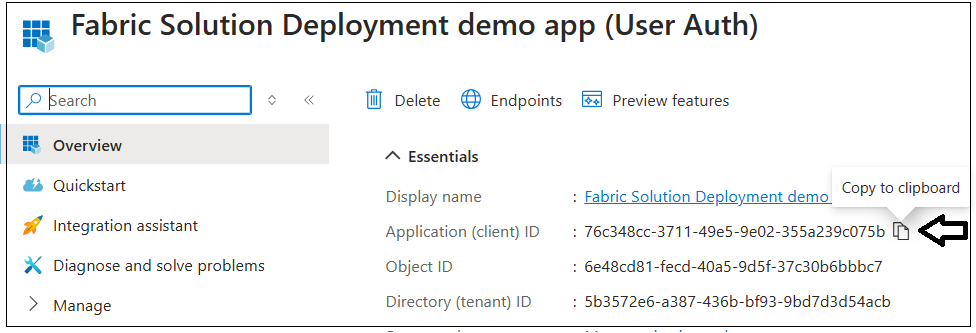 Fabric Solution Deployment demo app (User Auth)
Search
Delete
Endpoints
Preview features
Overview
Quickstart
Integration assistant
Diagnose and solve problems
Manage
Essentials
Copy to clipboard
Display name : Fabric Solution Deployment demo
Application (client) ID : 76c348cc-3711-49e5-9e02-355a239c075b
Object ID : 6e48cd81-fecd-40a5-9d5f-37c30b6bbbc7
Directory (tenant) ID : 5b3572e6-a387-436b-bf93-9bd7d3d54acb